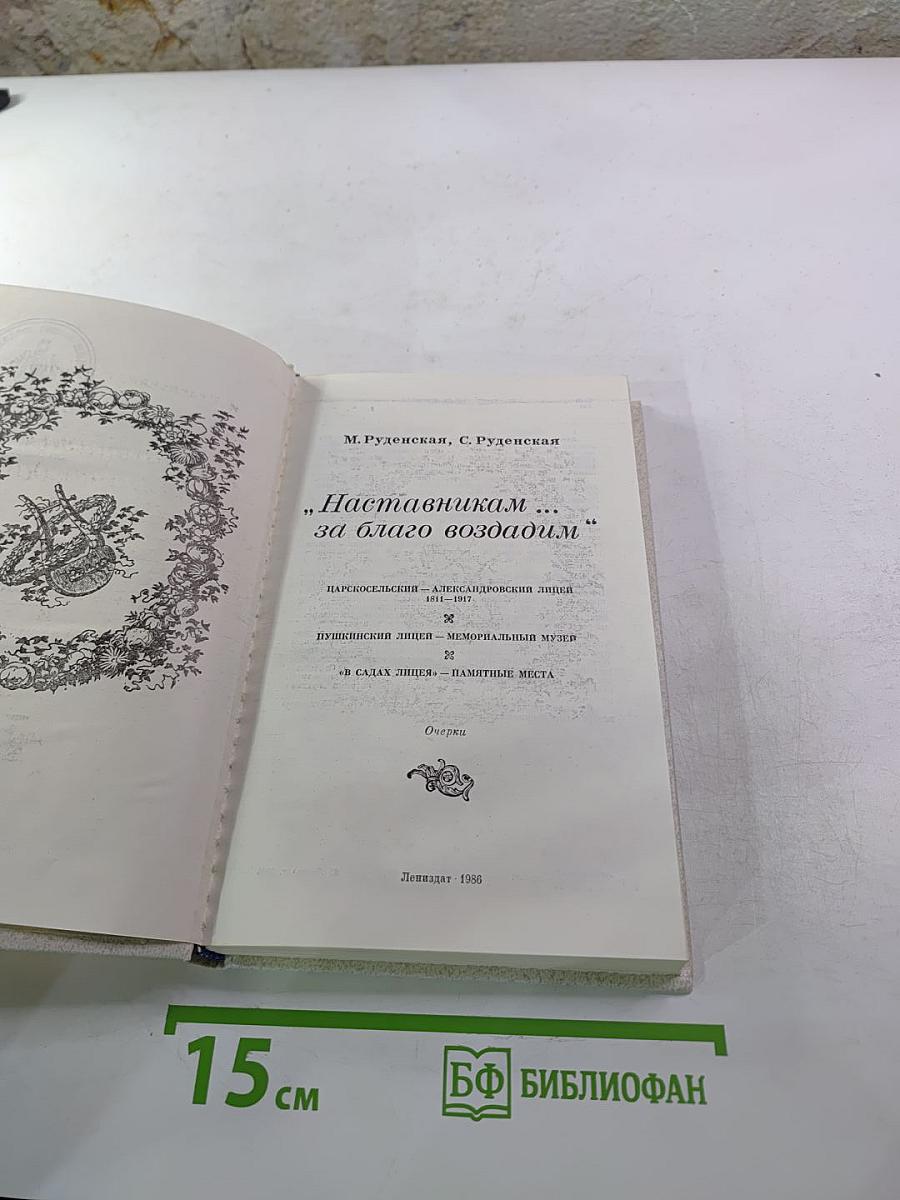 М. Руденская, С. Руденская
„Наставникам ...
за благо воздадим“
ЦАРСКОСЕЛЬСКИЙ — АЛЕКСАНДРОВСКИЙ ЛИЦЕЙ
1811—1917
ПУШКИНСКИЙ ЛИЦЕЙ — МЕМОРИАЛЬНЫЙ МУЗЕЙ
«В САДАХ ЛИЦЕЯ» — ПАМЯТНЫЕ МЕСТА
Очерки
Лениздат · 1986
15 см
БФ БИБЛИОФАН